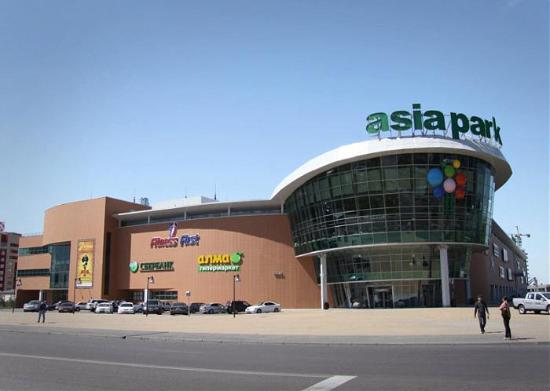 asia park
Fitness First
СБЕРБАНК
алма
гипермаркет